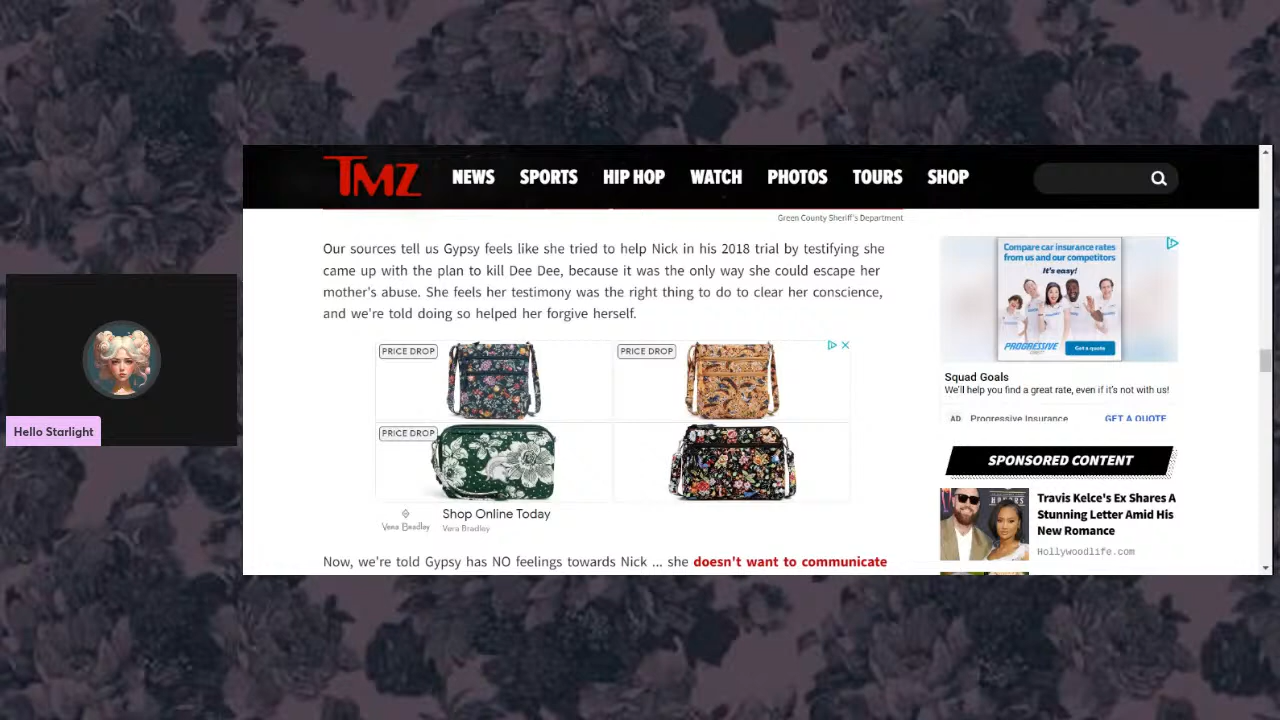 TMZ
NEWS SPORTS HIP HOP WATCH PHOTOS TOURS SHOP
Green County Sheriff's Department
Our sources tell us Gypsy feels like she tried to help Nick in his 2018 trial by testifying she
came up with the plan to kill Dee Dee, because it was the only way she could escape her
mother's abuse. She feels her testimony was the right thing to do to clear her conscience,
and we're told doing so helped her forgive herself.
PRICE DROP
PRICE DROP
PRICE DROP
Vera Bradley
Shop Online Today
Vera Bradley
Now, we're told Gypsy has NO feelings towards Nick ... she doesn't want to communicate
Compare car insurance rates
from us and our competitors
It's easy!
PROGRESSIVE
Get a quote
Squad Goals
We'll help you find a great rate, even if it's not with us!
AD Progressive Insurance GET A QUOTE
SPONSORED CONTENT
Travis Kelce's Ex Shares A
Stunning Letter Amid His
New Romance
Hollywoodlife.com
Hello Starlight